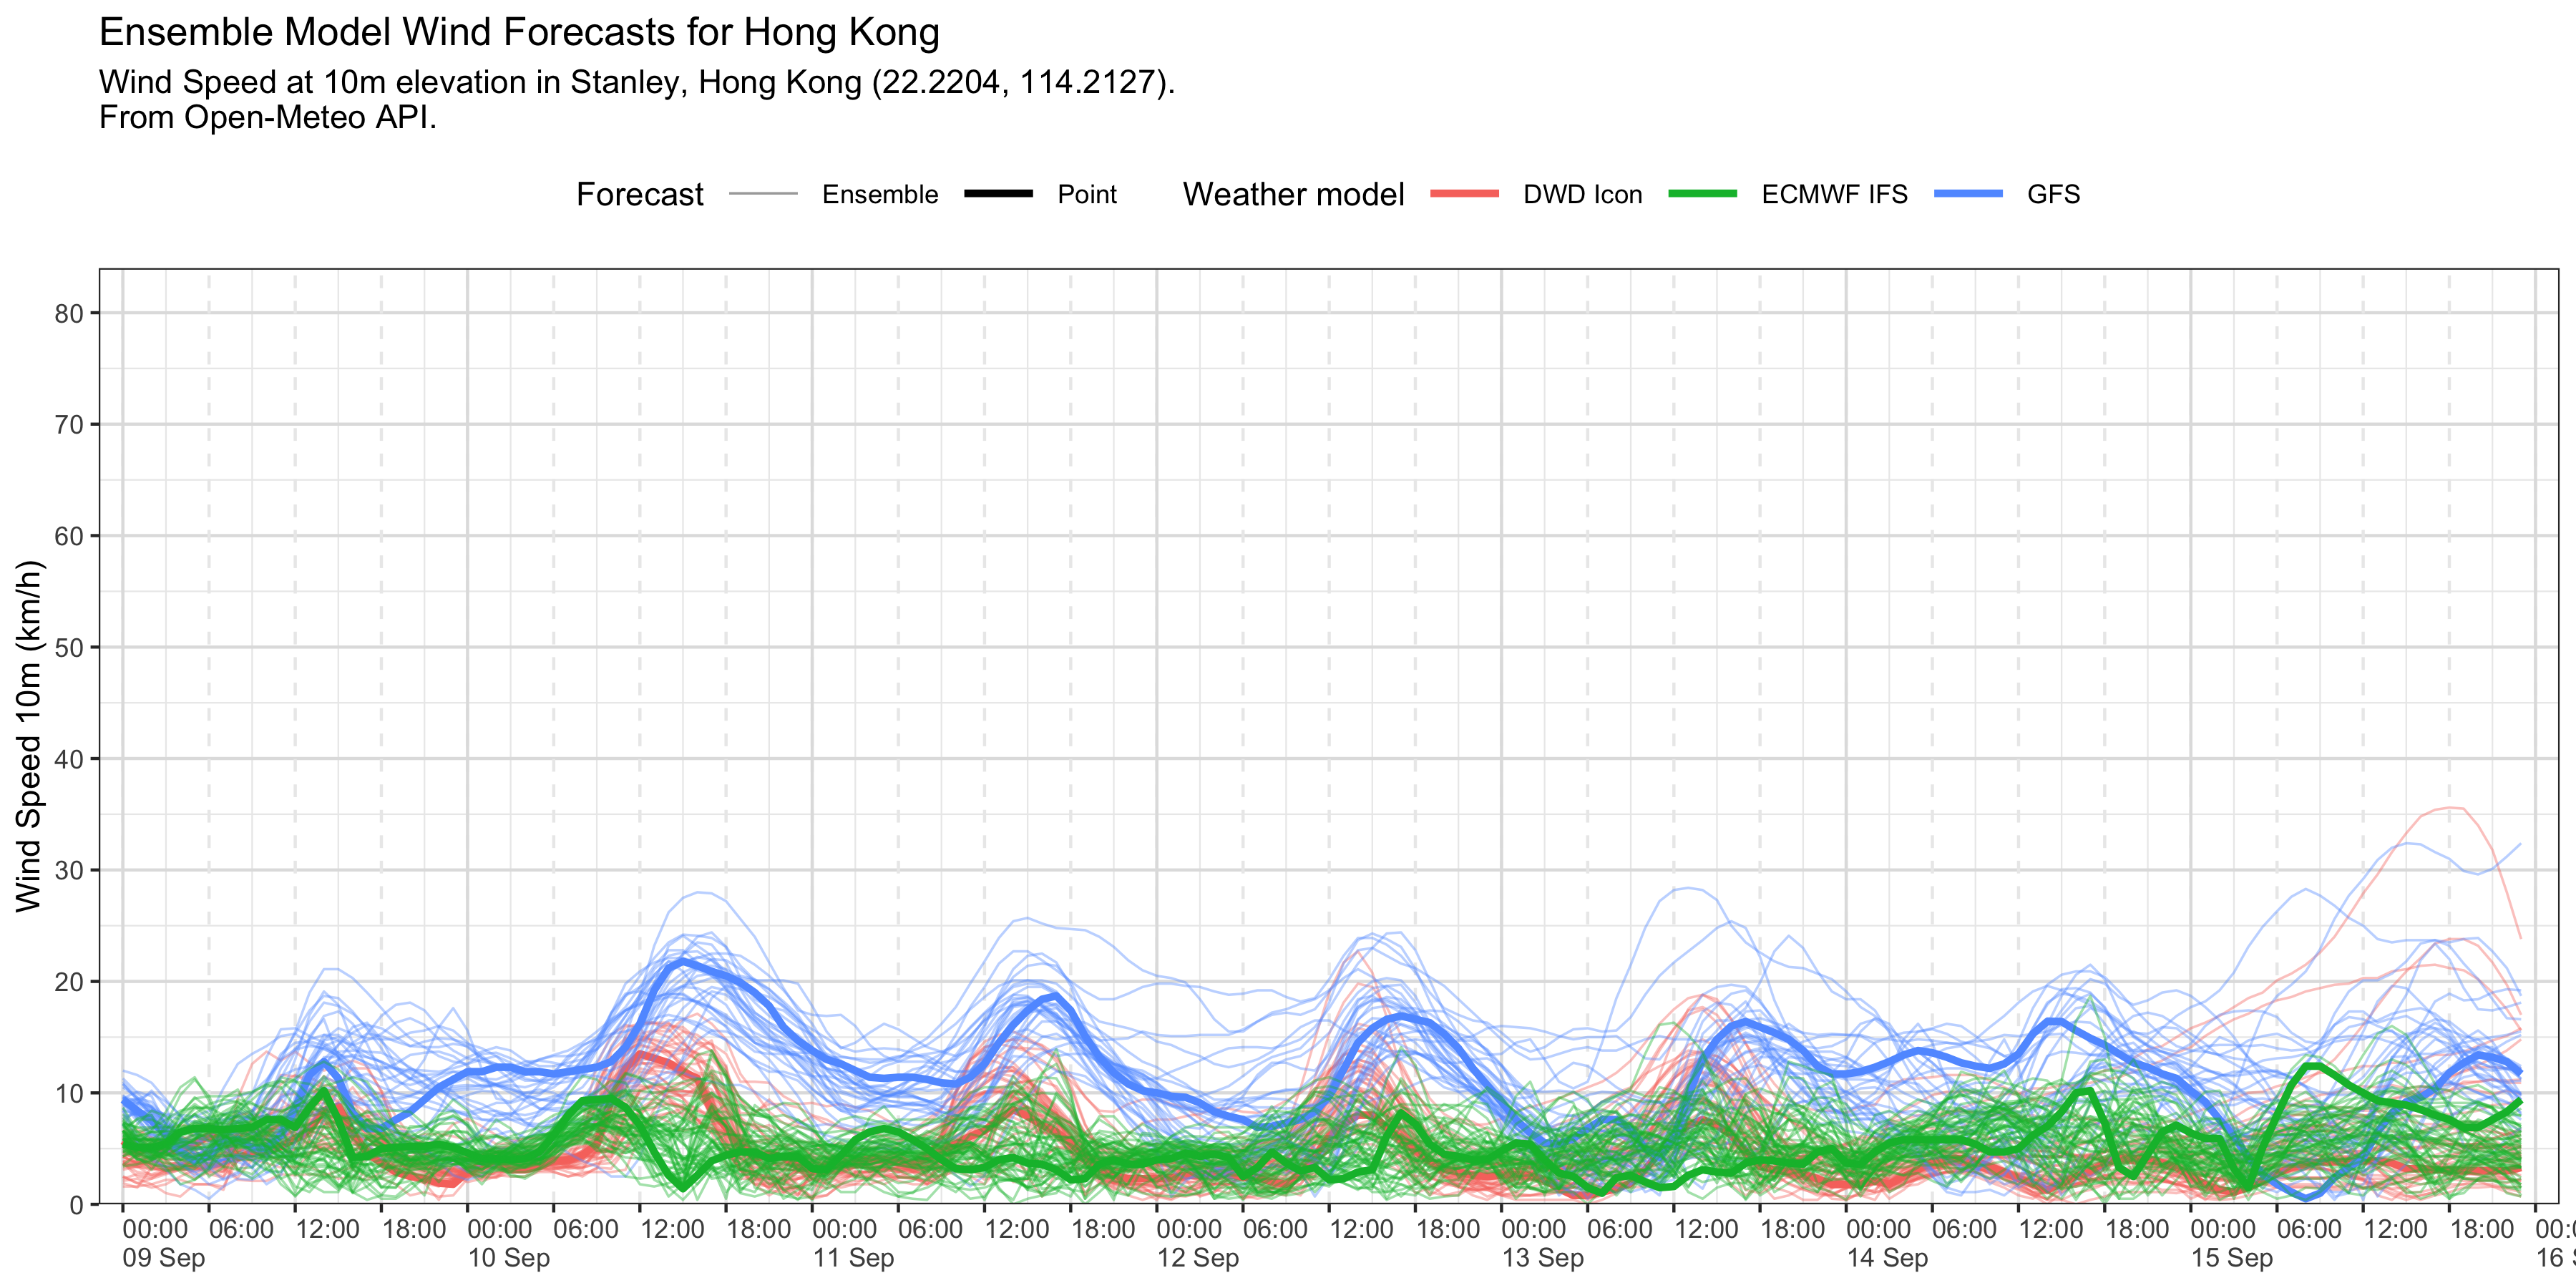 Ensemble Model Wind Forecasts for Hong Kong
Wind Speed at 10m elevation in Stanley, Hong Kong (22.2204, 114.2127).
From Open-Meteo API.
Forecast Ensemble Point Weather model DWD Icon ECMWF IFS GFS
Wind Speed 10m (km/h)
80
70
60
50
40
30
20
10
0
00:00 06:00 12:00 18:00 00:00 06:00 12:00 18:00 00:00 06:00 12:00 18:00 00:00 06:00 12:00 18:00 00:00 06:00 12:00 18:00 00:00 06:00 12:00 18:00 00:00 06:00 12:00 18:00
09 Sep 10 Sep 11 Sep 12 Sep 13 Sep 14 Sep 15 Sep 16